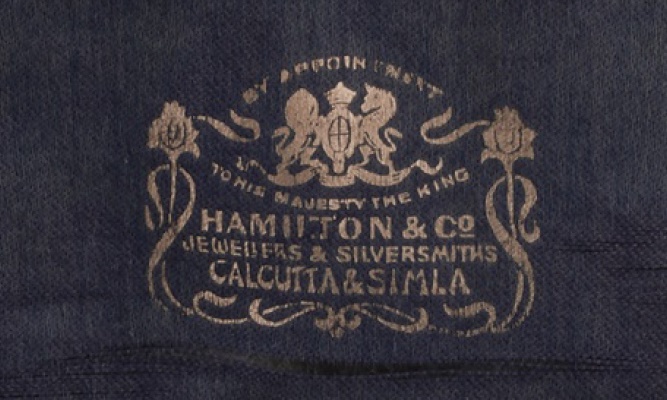 BY APPOINTMENT
TO HIS MAJESTY THE KING
HAMILTON & Co
JEWELLERS & SILVERSMITHS
CALCUTTA & SIMLA